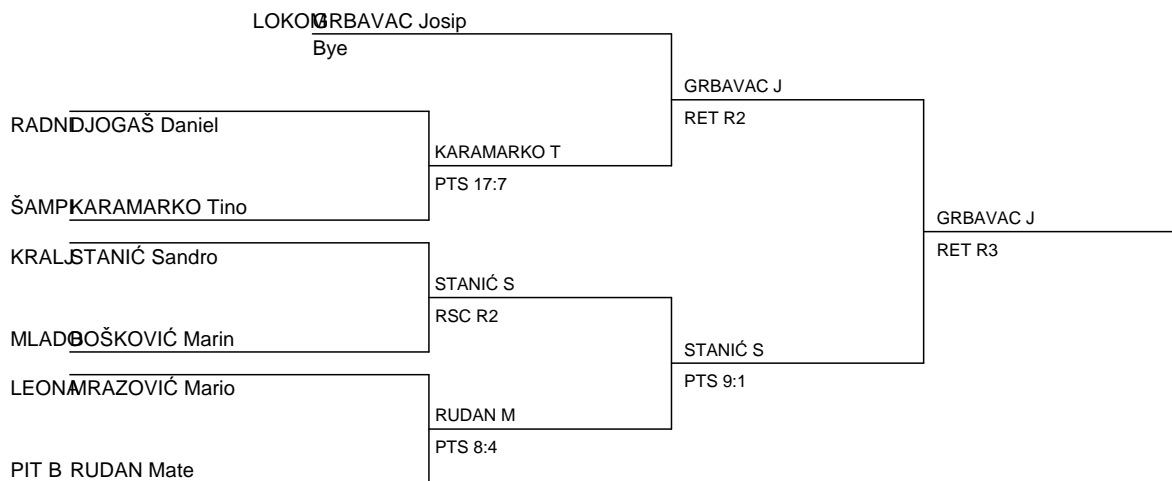 LOKOM GRBAVAC Josip
Bye
GRBAVAC J
RET R2
RADNI DJOGAŠ Daniel
KARAMARKO T
PTS 17:7
ŠAMPI KARAMARKO Tino
GRBAVAC J
RET R3
KRALJ STANIĆ Sandro
STANIĆ S
RSC R2
MLADO BOŠKOVIĆ Marin
STANIĆ S
PTS 9:1
LEONA MRAZOVIĆ Mario
RUDAN M
PTS 8:4
PIT B RUDAN Mate